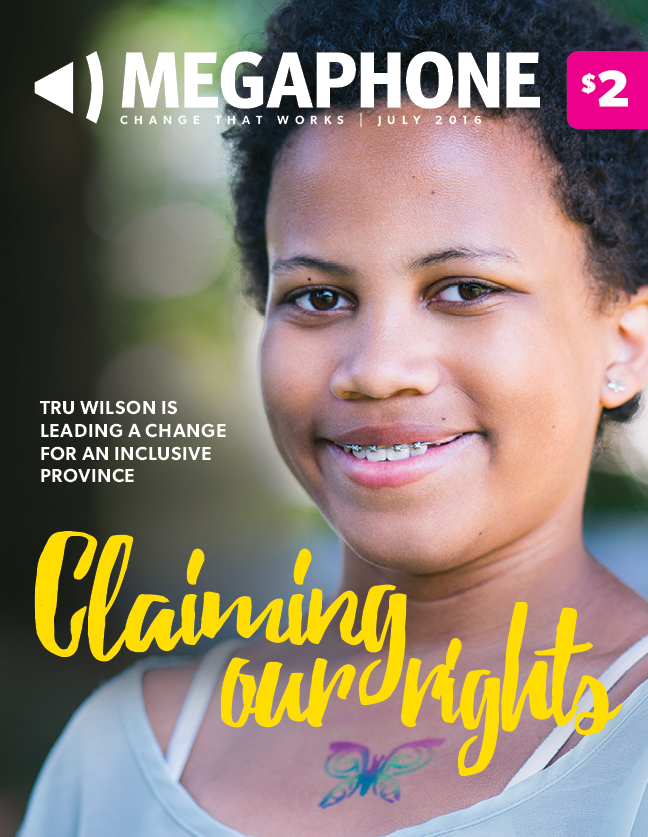 MEGAPHONE
CHANGE THAT WORKS | JULY 2016
$2
TRU WILSON IS
LEADING A CHANGE
FOR AN INCLUSIVE
PROVINCE
Claiming
our rights